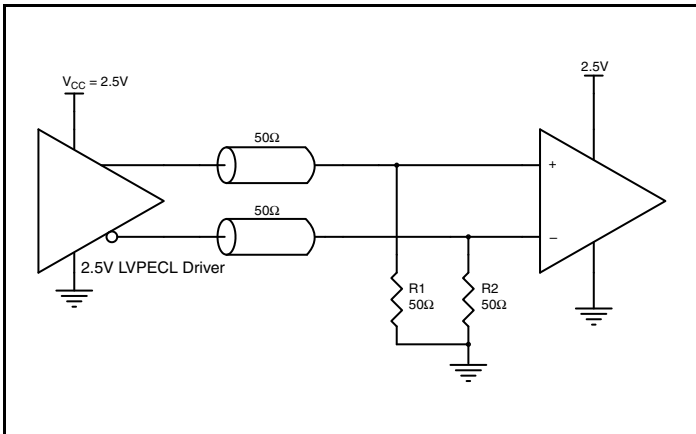 V_CC = 2.5V
2.5V
50Ω
50Ω
+
−
2.5V LVPECL Driver
R1
50Ω
R2
50Ω